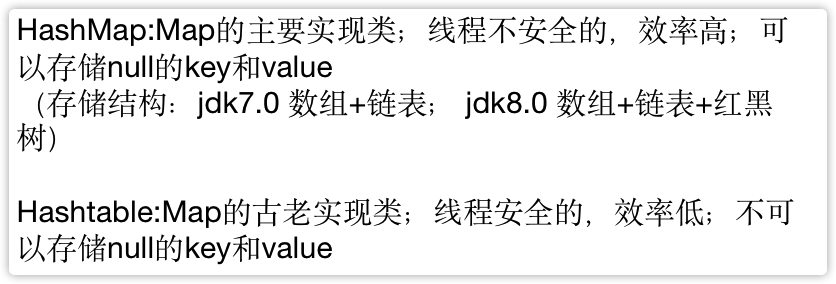 HashMap:Map的主要实现类；线程不安全的，效率高；可
以存储null的key和value
（存储结构：jdk7.0 数组+链表； jdk8.0 数组+链表+红黑
树）
Hashtable:Map的古老实现类；线程安全的，效率低；不可
以存储null的key和value